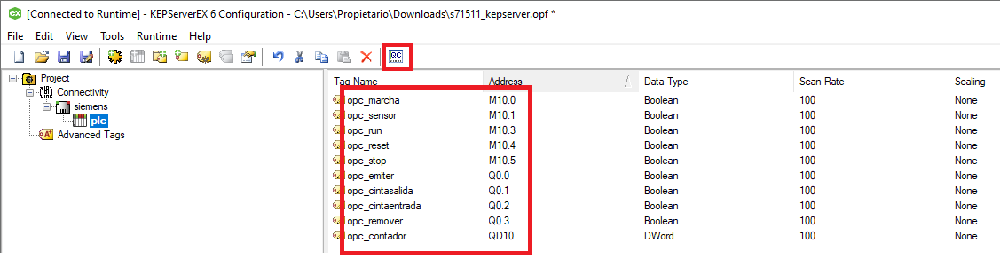 [Connected to Runtime] - KEPServerEX 6 Configuration - C:\Users\Propietario\Downloads\s71511_kepserver.opf *
File Edit View Tools Runtime Help
Project
Connectivity
siemens
plc
Advanced Tags
Tag Name Address Data Type Scan Rate Scaling
opc_marcha M10.0 Boolean 100 None
opc_sensor M10.1 Boolean 100 None
opc_run M10.3 Boolean 100 None
opc_reset M10.4 Boolean 100 None
opc_stop M10.5 Boolean 100 None
opc_emiter Q0.0 Boolean 100 None
opc_cintasalida Q0.1 Boolean 100 None
opc_cintaentrada Q0.2 Boolean 100 None
opc_remover Q0.3 Boolean 100 None
opc_contador QD10 DWord 100 None